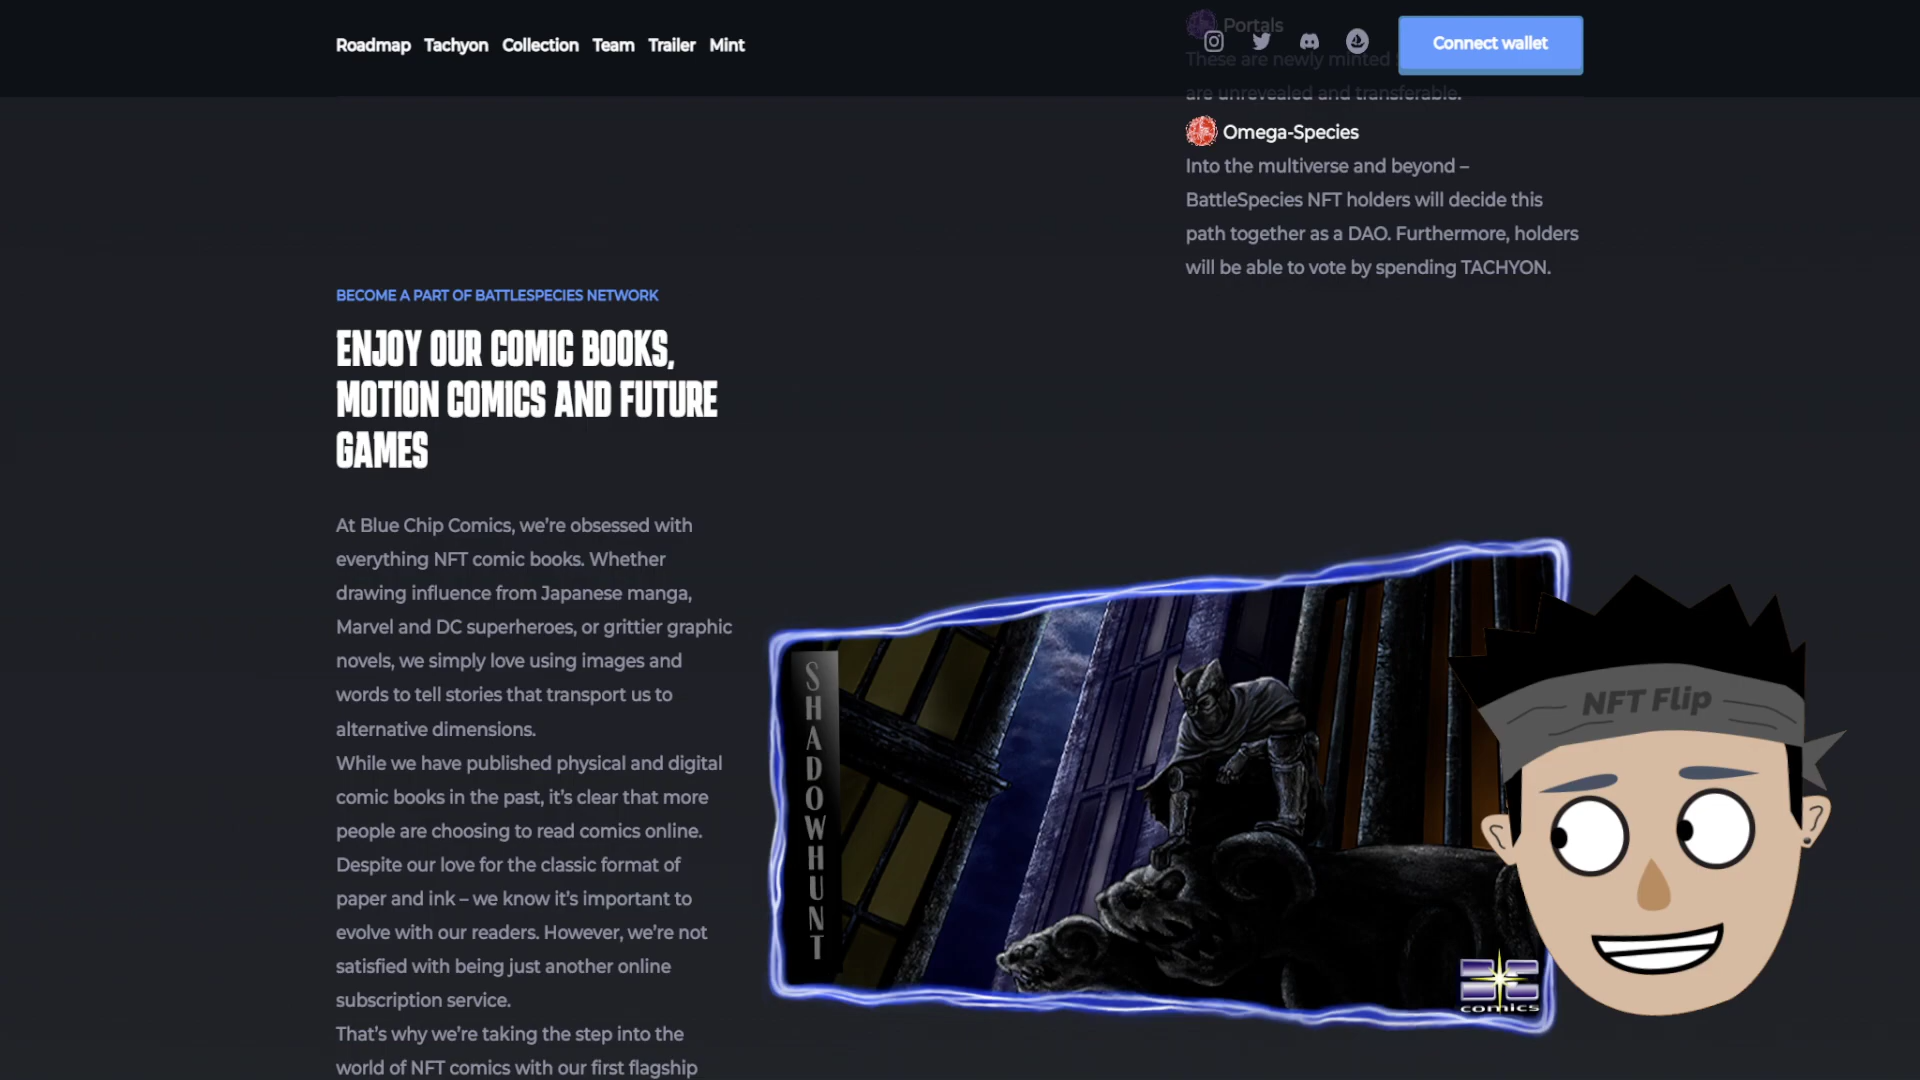 Roadmap Tachyon Collection Team Trailer Mint
Portals
Connect wallet
These are newly minted
are unrevealed and transferable.
Omega-Species
Into the multiverse and beyond –
BattleSpecies NFT holders will decide this
path together as a DAO. Furthermore, holders
will be able to vote by spending TACHYON.
BECOME A PART OF BATTLESPECIES NETWORK
ENJOY OUR COMIC BOOKS,
MOTION COMICS AND FUTURE
GAMES
At Blue Chip Comics, we’re obsessed with
everything NFT comic books. Whether
drawing influence from Japanese manga,
Marvel and DC superheroes, or grittier graphic
novels, we simply love using images and
words to tell stories that transport us to
alternative dimensions.
While we have published physical and digital
comic books in the past, it’s clear that more
people are choosing to read comics online.
Despite our love for the classic format of
paper and ink – we know it’s important to
evolve with our readers. However, we’re not
satisfied with being just another online
subscription service.
That’s why we’re taking the step into the
world of NFT comics with our first flagship
SHADOWHUNT
comics
NFT Flip